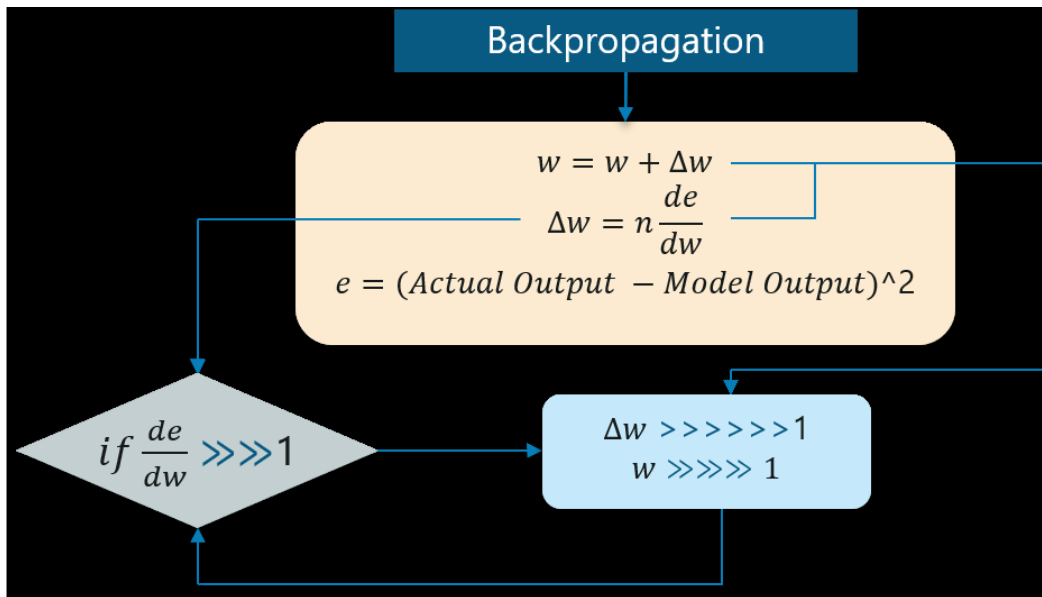 Backpropagation
w = w + Δw
Δw = n de/dw
e = (Actual Output − Model Output)^2
if de/dw ⋙⋙1
Δw >>>>>>1
w ⋙⋙ 1